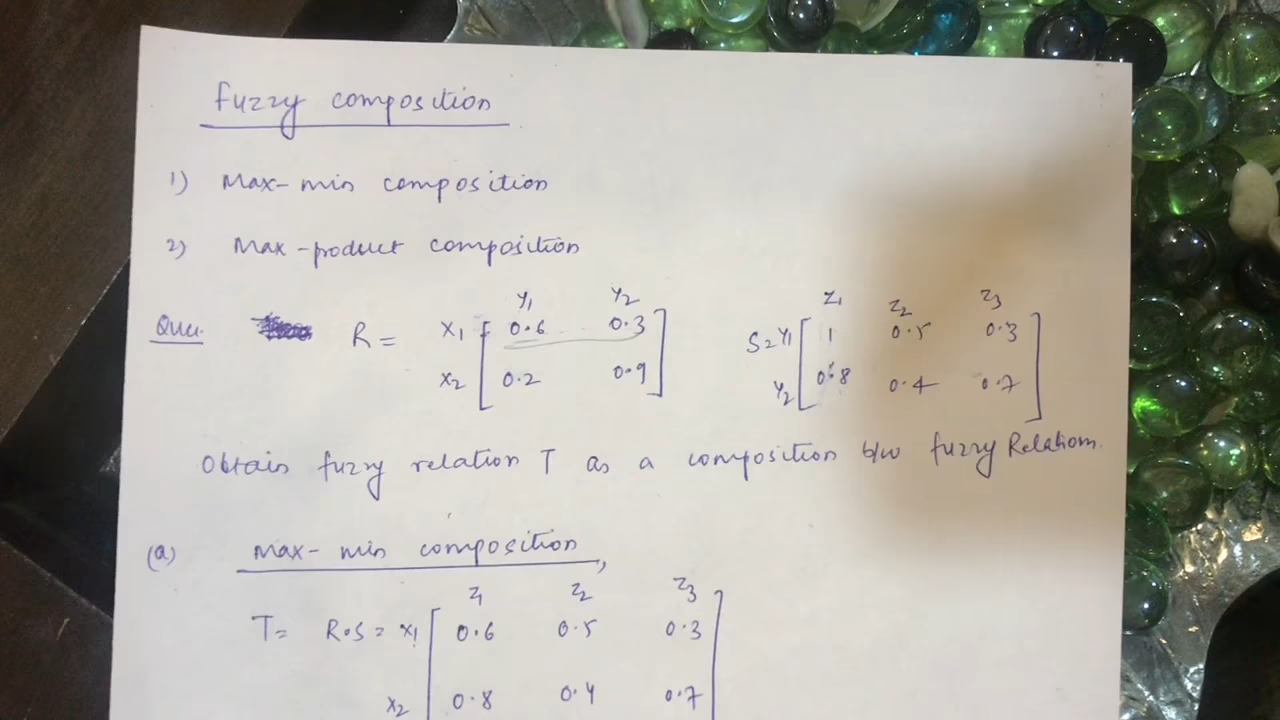 Fuzzy composition
1) Max-min composition
2) Max-product composition
Y1 Y2 Z1 Z2 Z3
Que. R = X1 0.6 0.3 S= Y1 1 0.5 0.3
X2 0.2 0.9 Y2 0.8 0.4 0.7
Obtain fuzzy relation T as a composition b/w fuzzy Relations.
(a) Max-min composition,
Z1 Z2 Z3
T= R.S = X1 0.6 0.5 0.3
X2 0.8 0.4 0.7